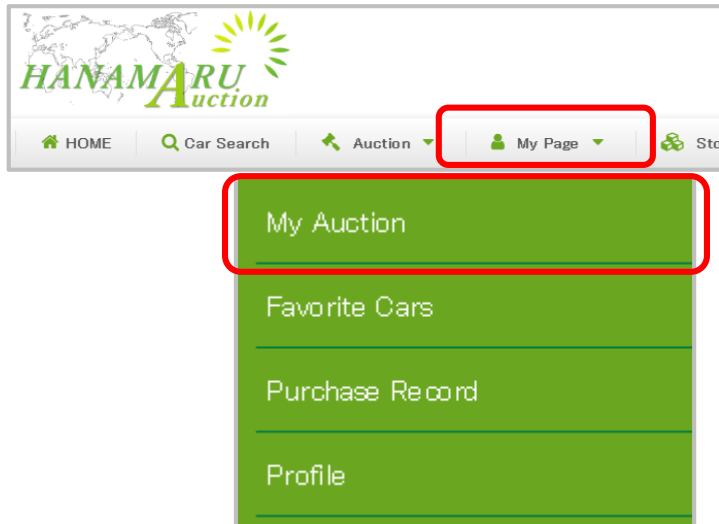 HANAMARU
Auction
HOME Car Search Auction My Page
My Auction
Favorite Cars
Purchase Record
Profile